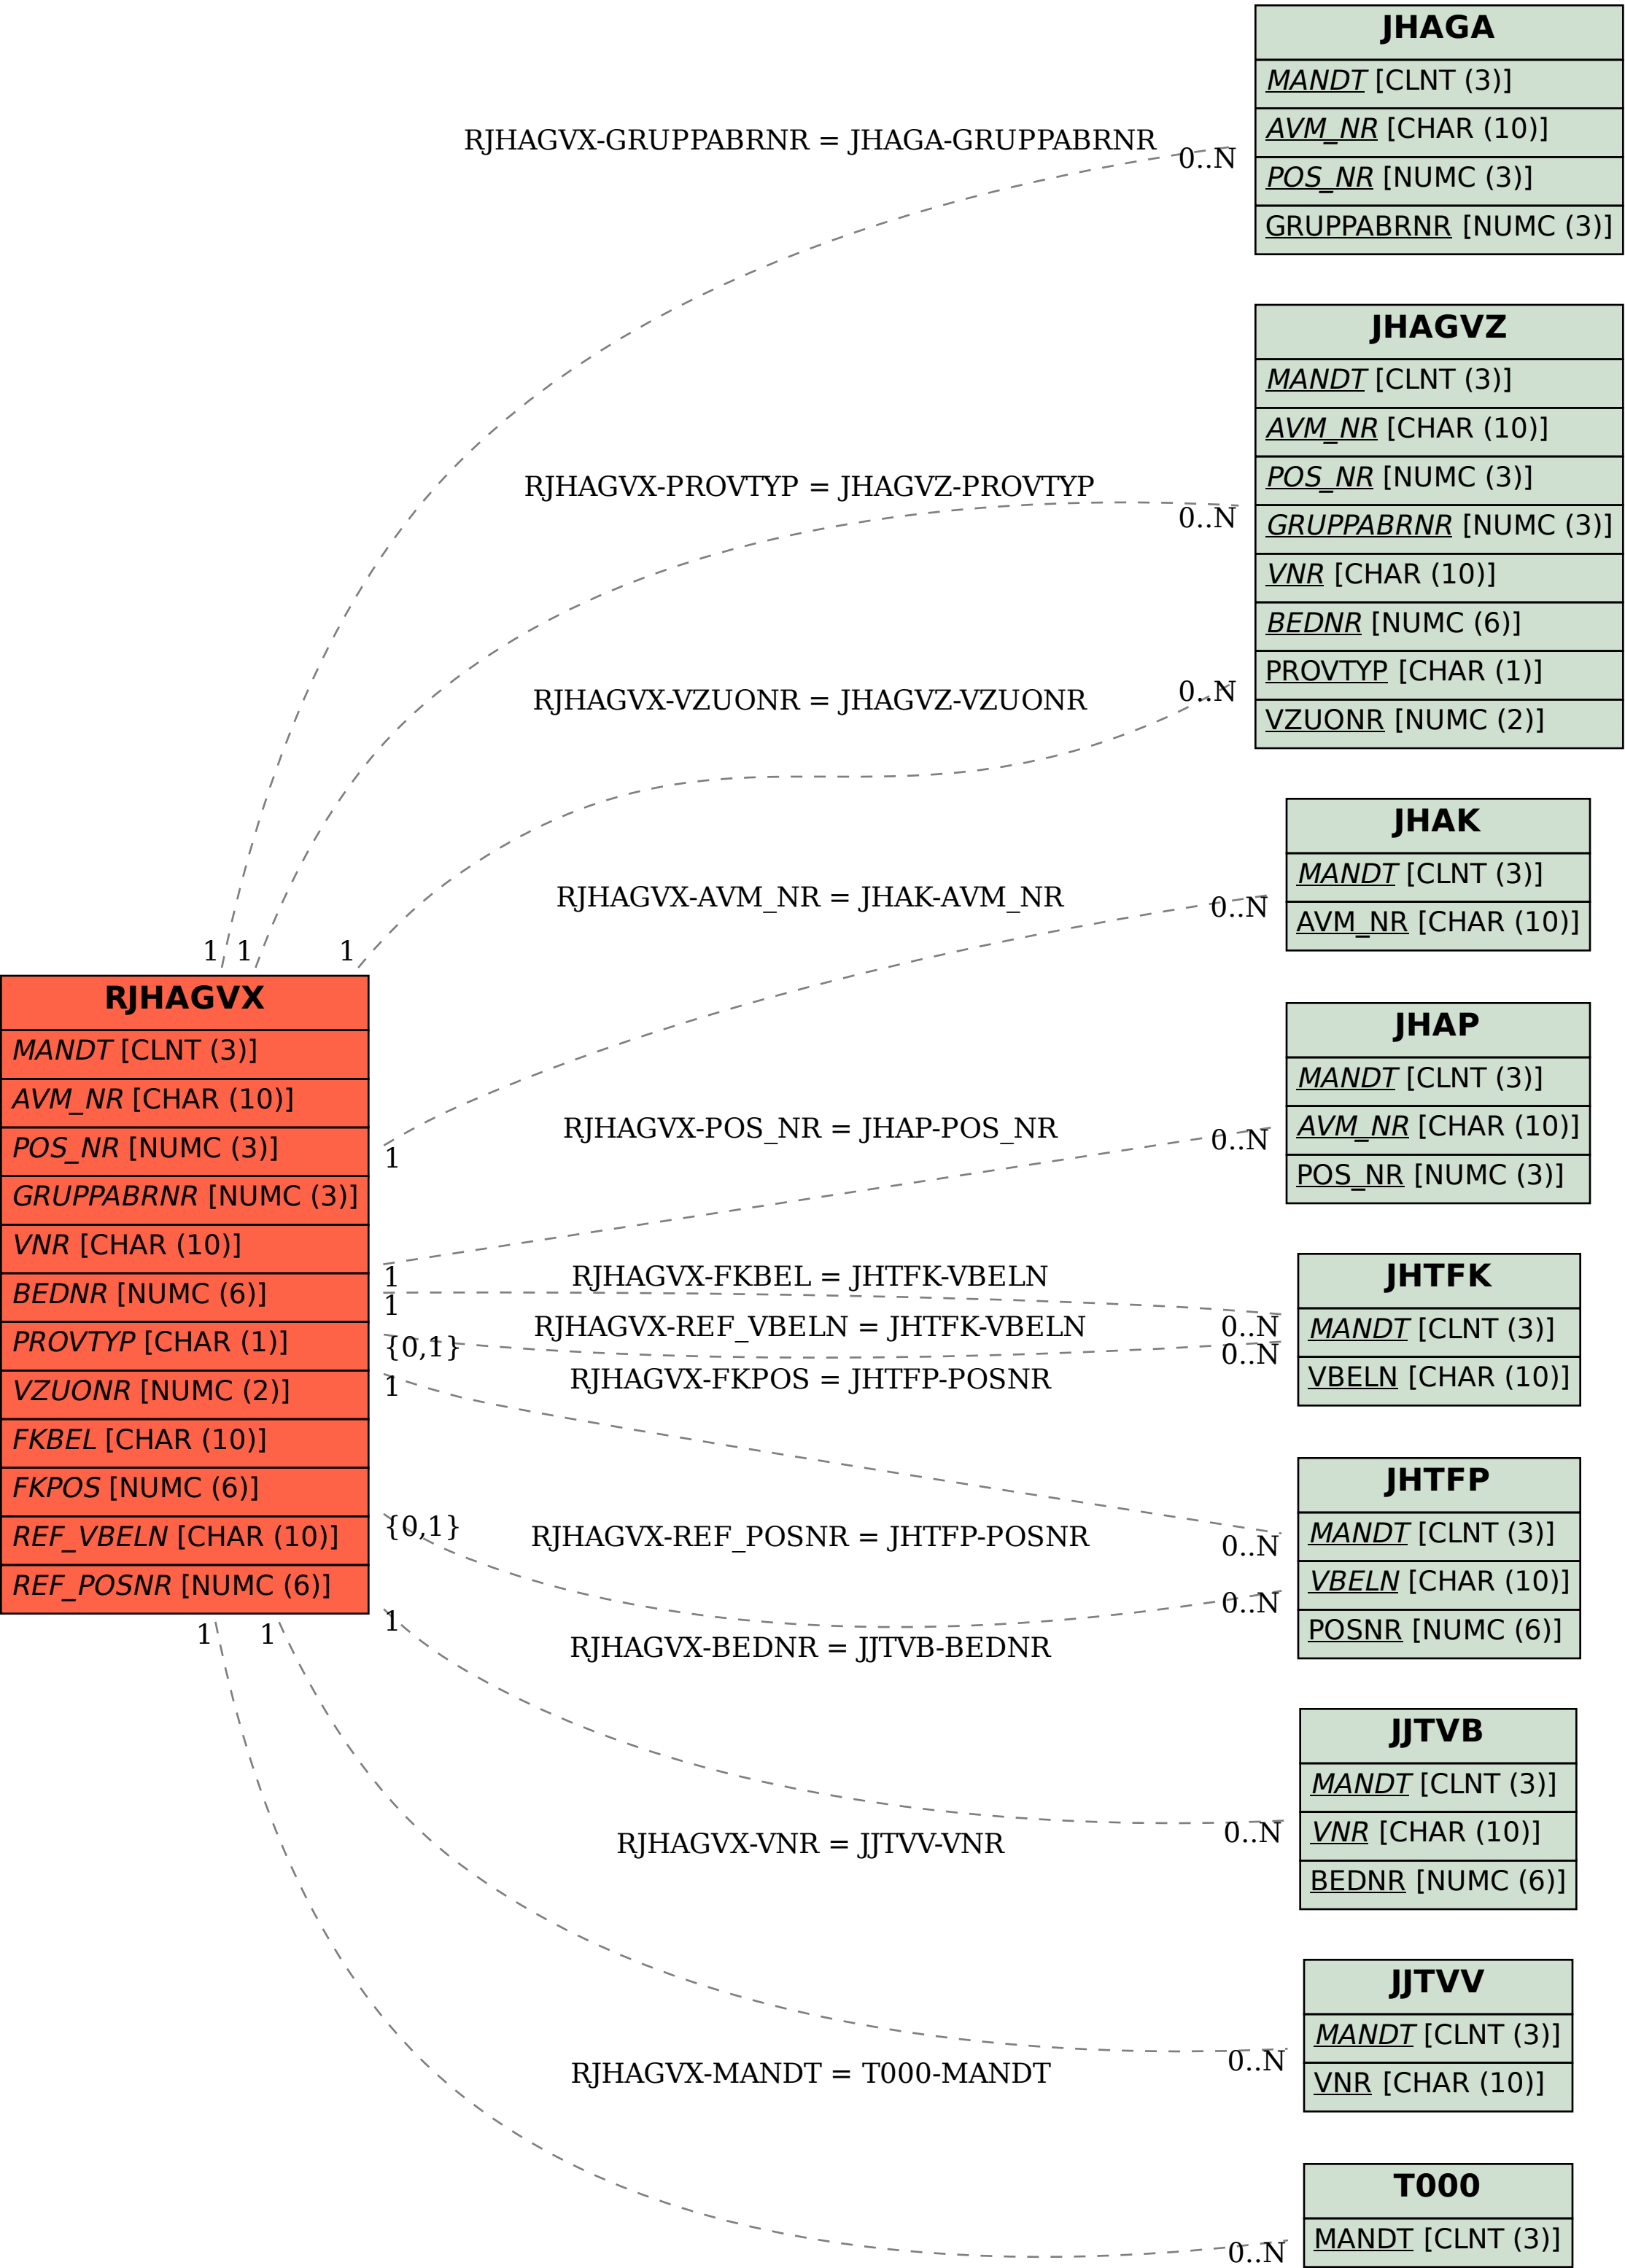 JHAGA
MANDT [CLNT (3)]
AVM_NR [CHAR (10)]
POS_NR [NUMC (3)]
GRUPPABRNR [NUMC (3)]
RJHAGVX-GRUPPABRNR = JHAGA-GRUPPABRNR
0..N
JHAGVZ
MANDT [CLNT (3)]
AVM_NR [CHAR (10)]
POS_NR [NUMC (3)]
GRUPPABRNR [NUMC (3)]
VNR [CHAR (10)]
BEDNR [NUMC (6)]
PROVTYP [CHAR (1)]
VZUONR [NUMC (2)]
RJHAGVX-PROVTYP = JHAGVZ-PROVTYP
0..N
RJHAGVX-VZUONR = JHAGVZ-VZUONR
0..N
JHAK
MANDT [CLNT (3)]
AVM_NR [CHAR (10)]
RJHAGVX-AVM_NR = JHAK-AVM_NR
0..N
1
1
1
RJHAGVX
MANDT [CLNT (3)]
AVM_NR [CHAR (10)]
POS_NR [NUMC (3)]
GRUPPABRNR [NUMC (3)]
VNR [CHAR (10)]
BEDNR [NUMC (6)]
PROVTYP [CHAR (1)]
VZUONR [NUMC (2)]
FKBEL [CHAR (10)]
FKPOS [NUMC (6)]
REF_VBELN [CHAR (10)]
REF_POSNR [NUMC (6)]
JHAP
MANDT [CLNT (3)]
AVM_NR [CHAR (10)]
POS_NR [NUMC (3)]
1
RJHAGVX-POS_NR = JHAP-POS_NR
0..N
1
RJHAGVX-FKBEL = JHTFK-VBELN
1
0..N
RJHAGVX-REF_VBELN = JHTFK-VBELN
{0,1}
0..N
RJHAGVX-FKPOS = JHTFP-POSNR
1
0..N
JHTFK
MANDT [CLNT (3)]
VBELN [CHAR (10)]
JHTFP
MANDT [CLNT (3)]
VBELN [CHAR (10)]
POSNR [NUMC (6)]
{0,1}
RJHAGVX-REF_POSNR = JHTFP-POSNR
0..N
1
RJHAGVX-BEDNR = JJTVB-BEDNR
1
1
JJTVB
MANDT [CLNT (3)]
VNR [CHAR (10)]
BEDNR [NUMC (6)]
0..N
RJHAGVX-VNR = JJTVV-VNR
JJTVV
MANDT [CLNT (3)]
VNR [CHAR (10)]
0..N
RJHAGVX-MANDT = T000-MANDT
T000
MANDT [CLNT (3)]
0..N